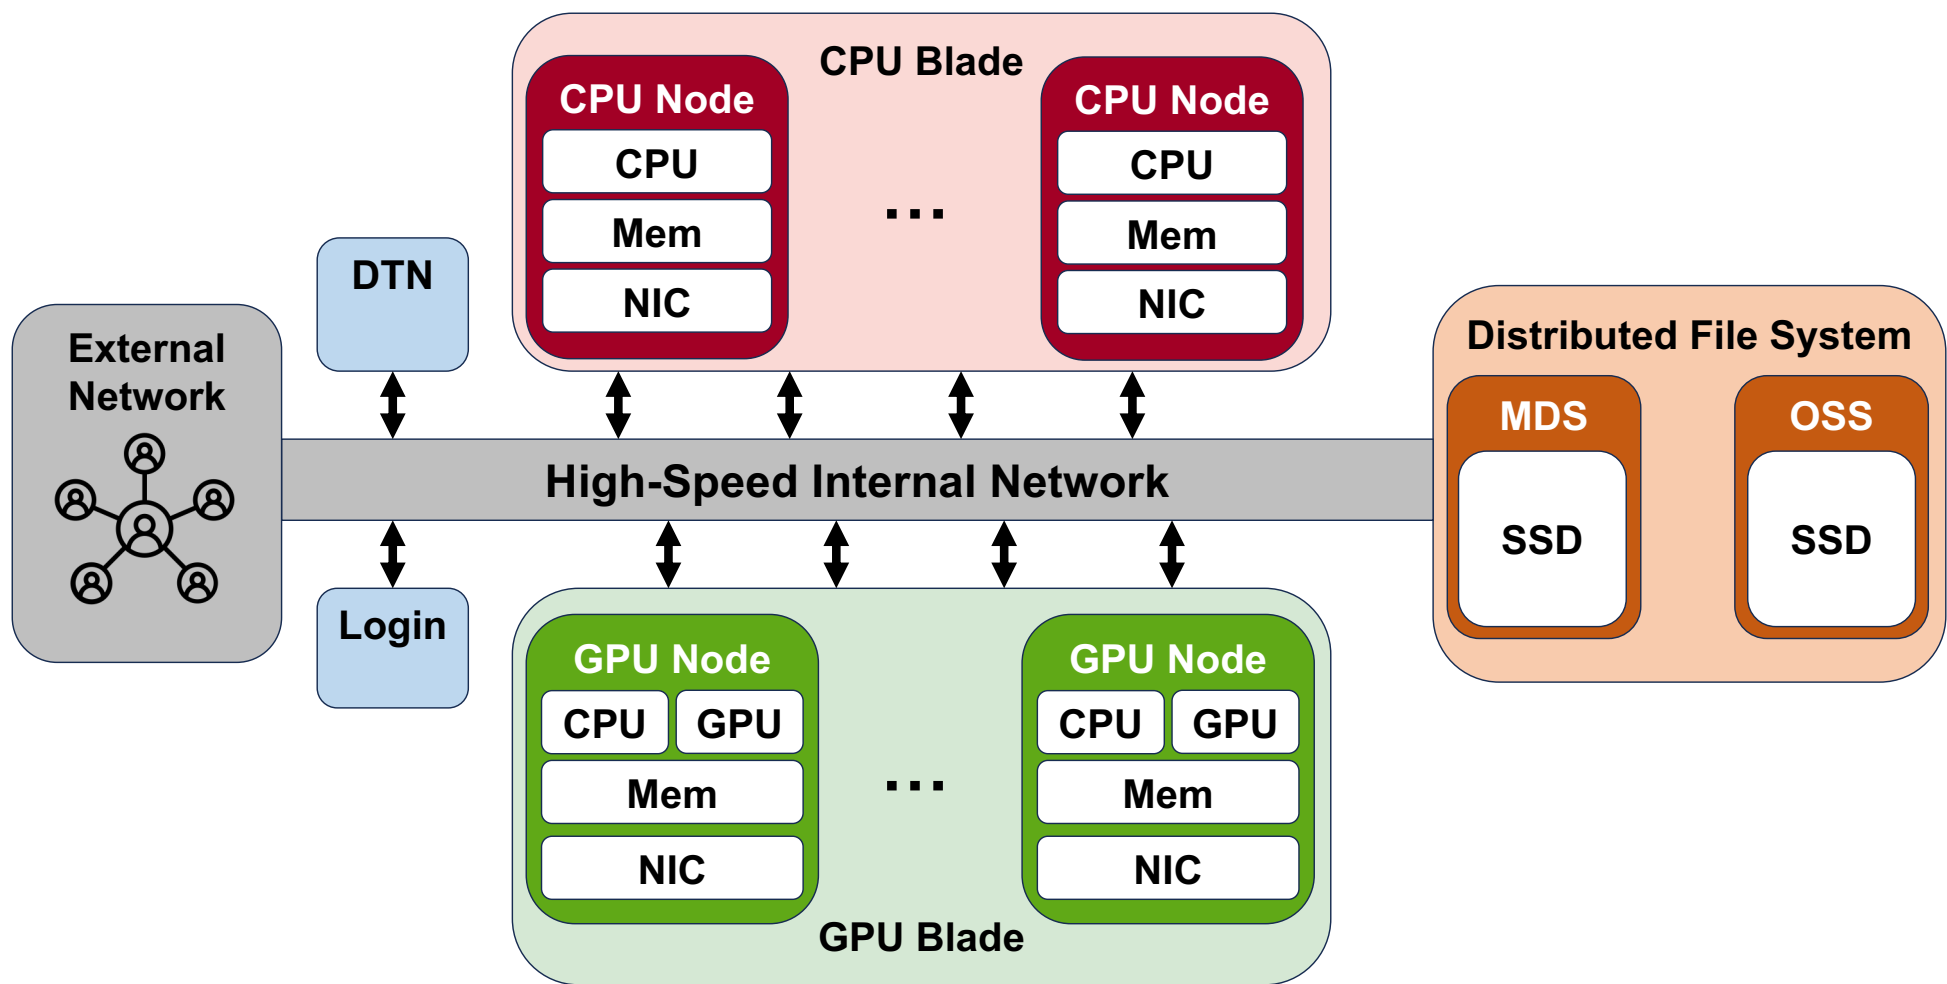 CPU Blade
CPU Node
CPU
Mem
NIC
...
CPU Node
CPU
Mem
NIC
DTN
External
Network
High-Speed Internal Network
Distributed File System
MDS
SSD
OSS
SSD
Login
GPU Node
CPU GPU
Mem
NIC
...
GPU Node
CPU GPU
Mem
NIC
GPU Blade